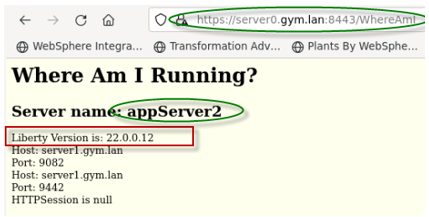 https://server0.gym.lan:8443/WhereAmI
WebSphere Integra... Transformation Adv... Plants By WebSphe...
Where Am I Running?
Server name: appServer2
Liberty Version is: 22.0.0.12
Host: server1.gym.lan
Port: 9082
Host: server1.gym.lan
Port: 9442
HTTPSession is null